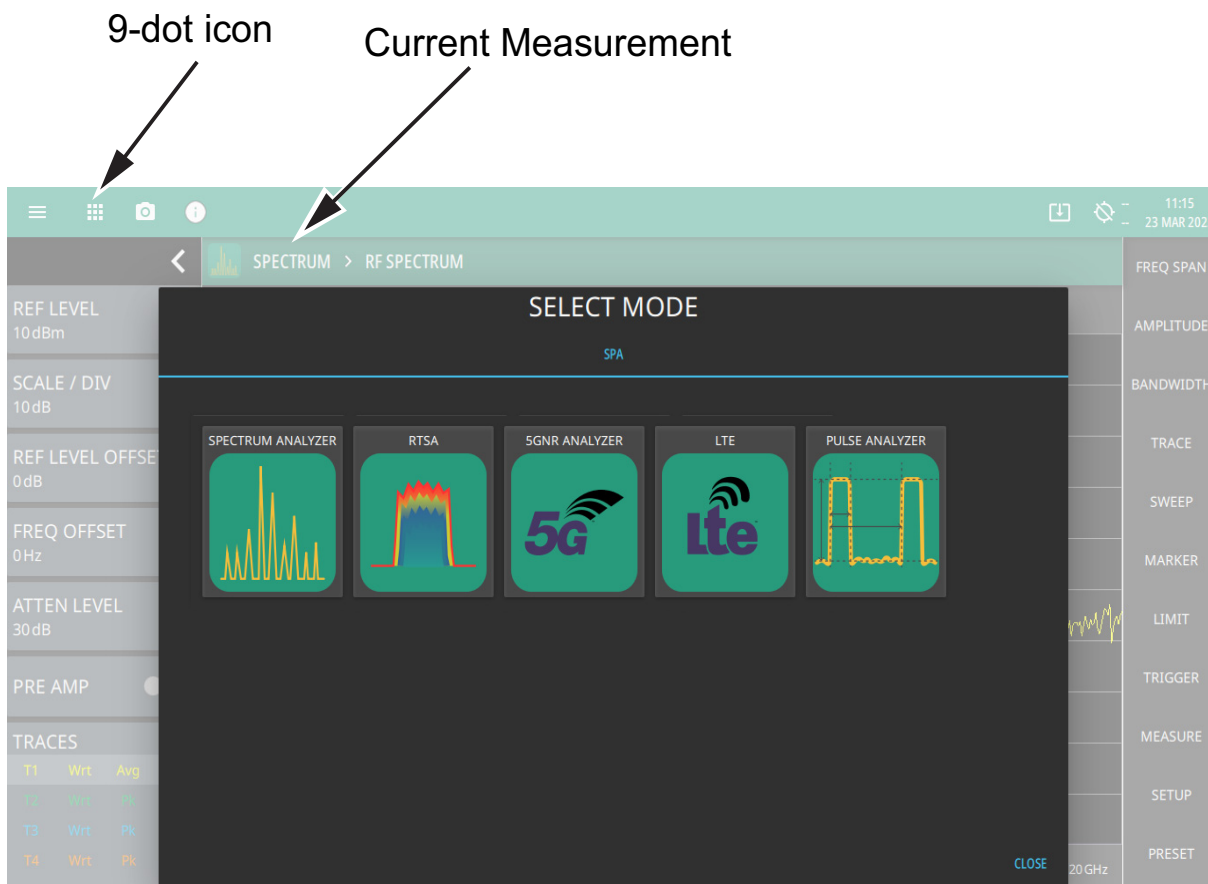 9-dot icon
Current Measurement
11:15
23 MAR 202
SPECTRUM > RF SPECTRUM
REF LEVEL
10 dBm
SCALE / DIV
10 dB
REF LEVEL OFFSE
0 dB
FREQ OFFSET
0 Hz
ATTEN LEVEL
30 dB
PRE AMP
TRACES
T1 Wrt Avg
T2 Wrt Pk
T3 Wrt Pk
T4 Wrt Pk
SELECT MODE
SPA
SPECTRUM ANALYZER
RTSA
5GNR ANALYZER
5G
LTE
Lte
PULSE ANALYZER
CLOSE
20 GHz
FREQ SPAN
AMPLITUDE
BANDWIDTH
TRACE
SWEEP
MARKER
LIMIT
TRIGGER
MEASURE
SETUP
PRESET